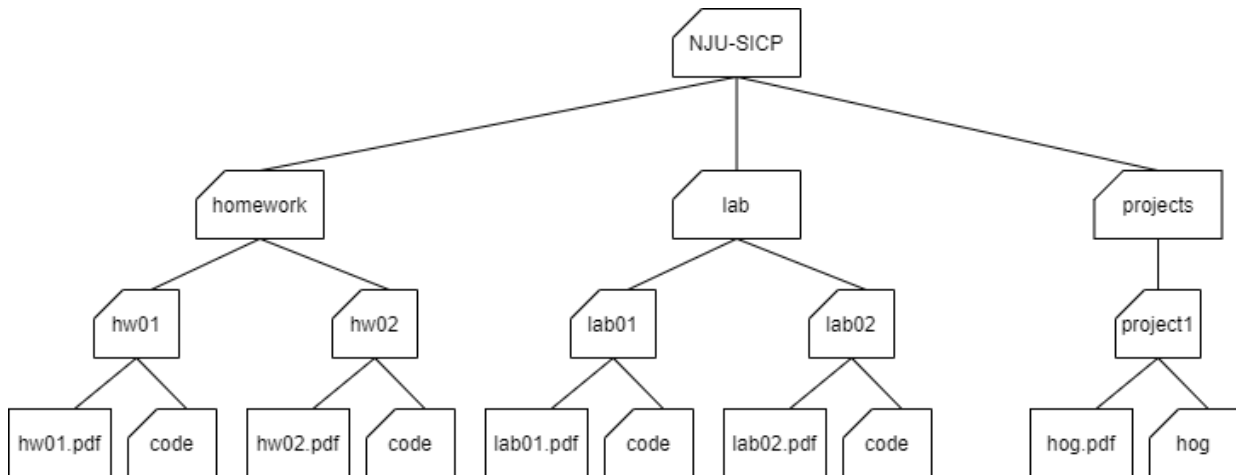 NJU-SICP
homework
lab
projects
hw01
hw02
lab01
lab02
project1
hw01.pdf
code
hw02.pdf
code
lab01.pdf
code
lab02.pdf
code
hog.pdf
hog